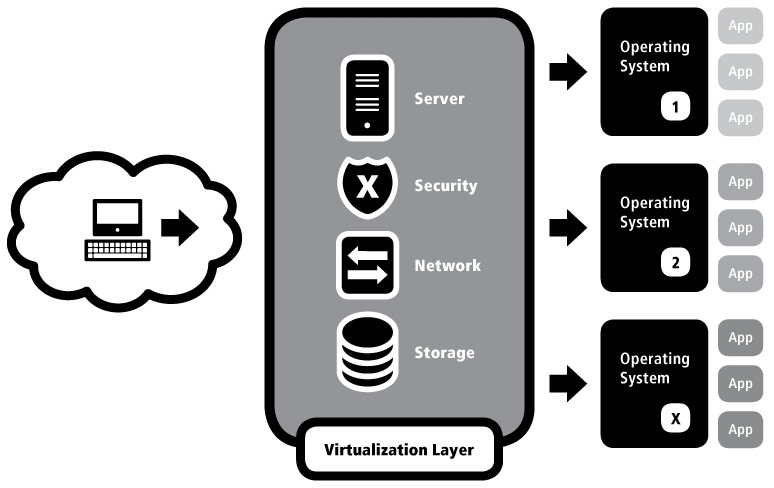 Server
X
Security
Network
Storage
Virtualization Layer
Operating
System
1
App
App
App
Operating
System
2
App
App
App
Operating
System
X
App
App
App